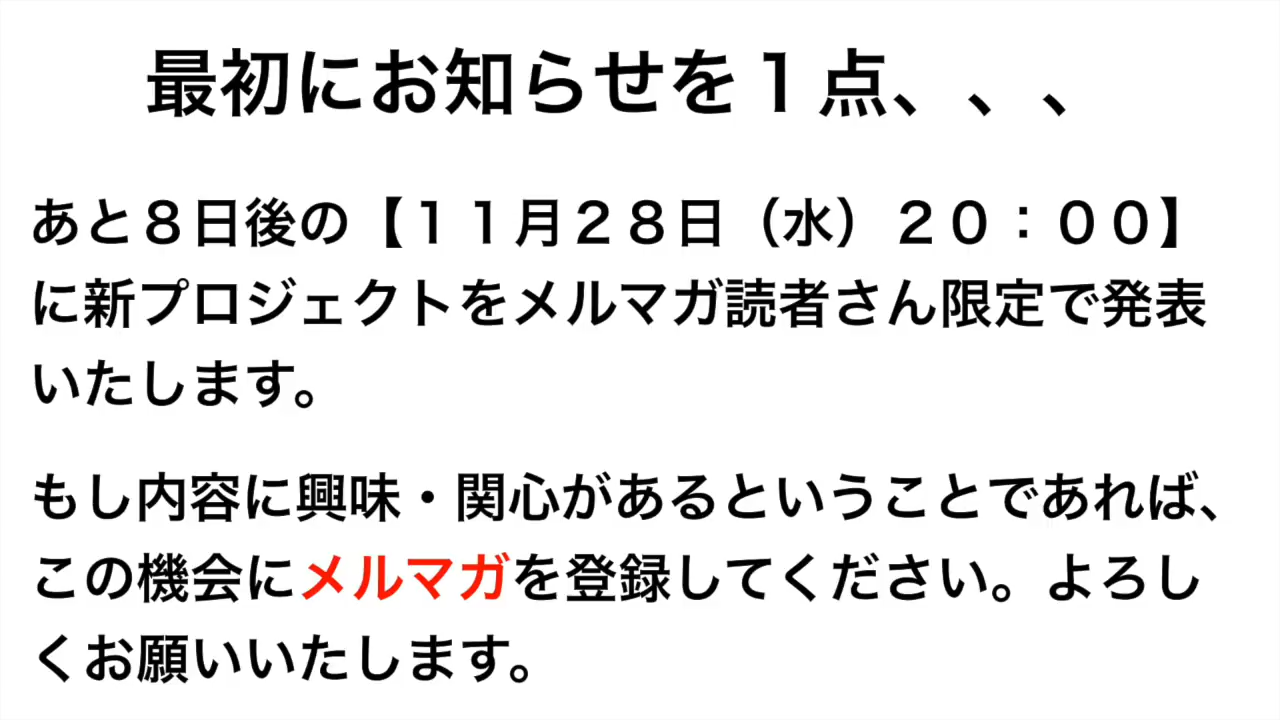 最初にお知らせを１点、、、
あと８日後の【１１月２８日（水）２０：００】
に新プロジェクトをメルマガ読者さん限定で発表
いたします。
もし内容に興味・関心があるということであれば、
この機会にメルマガを登録してください。よろし
くお願いいたします。